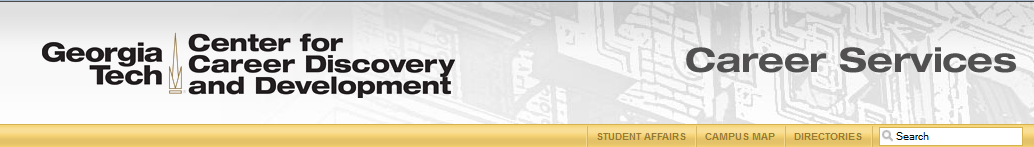 Georgia
Tech
Center for
Career Discovery
and Development
Career Services
STUDENT AFFAIRS
CAMPUS MAP
DIRECTORIES
Search